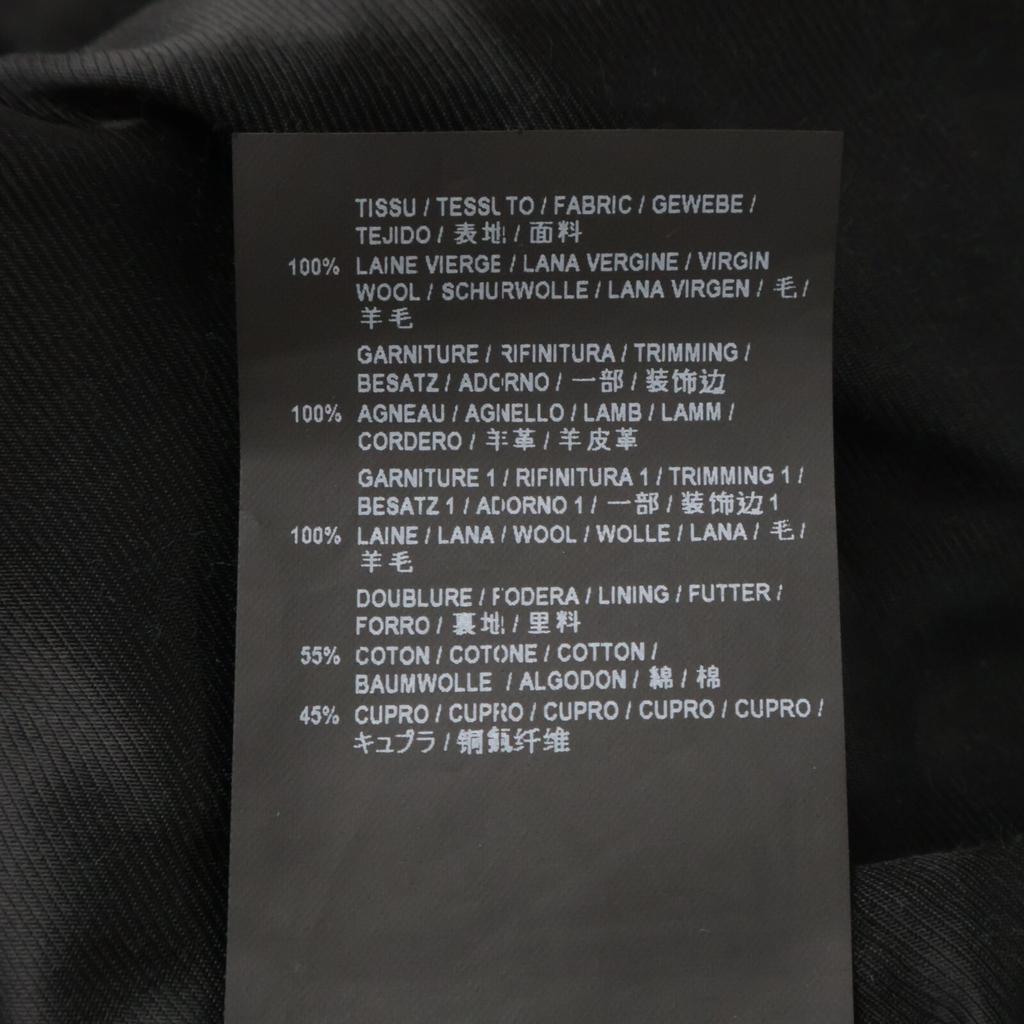 TISSU / TESSUTO / FABRIC / GEWEBE /
TEJIDO / 表地 / 面料
100% LAINE VIERGE / LANA VERGINE / VIRGIN
WOOL / SCHURWOLLE / LANA VIRGEN / 毛 /
羊毛
GARNITURE / RIFINITURA / TRIMMING /
BESATZ / ADORNO / 一部 / 装饰边
100% AGNEAU / AGNELLO / LAMB / LAMM /
CORDERO / 羊革 / 羊皮革
GARNITURE 1 / RIFINITURA 1 / TRIMMING 1 /
BESATZ 1 / ADORNO 1 / 一部 / 装饰边 1
100% LAINE / LANA / WOOL / WOLLE / LANA / 毛 /
羊毛
DOUBLURE / FODERA / LINING / FUTTER /
FORRO / 裏地 / 里料
55% COTON / COTONE / COTTON /
BAUMWOLLE / ALGODON / 綿 / 棉
45% CUPRO / CUPRO / CUPRO / CUPRO / CUPRO /
キュプラ / 铜氨纤维